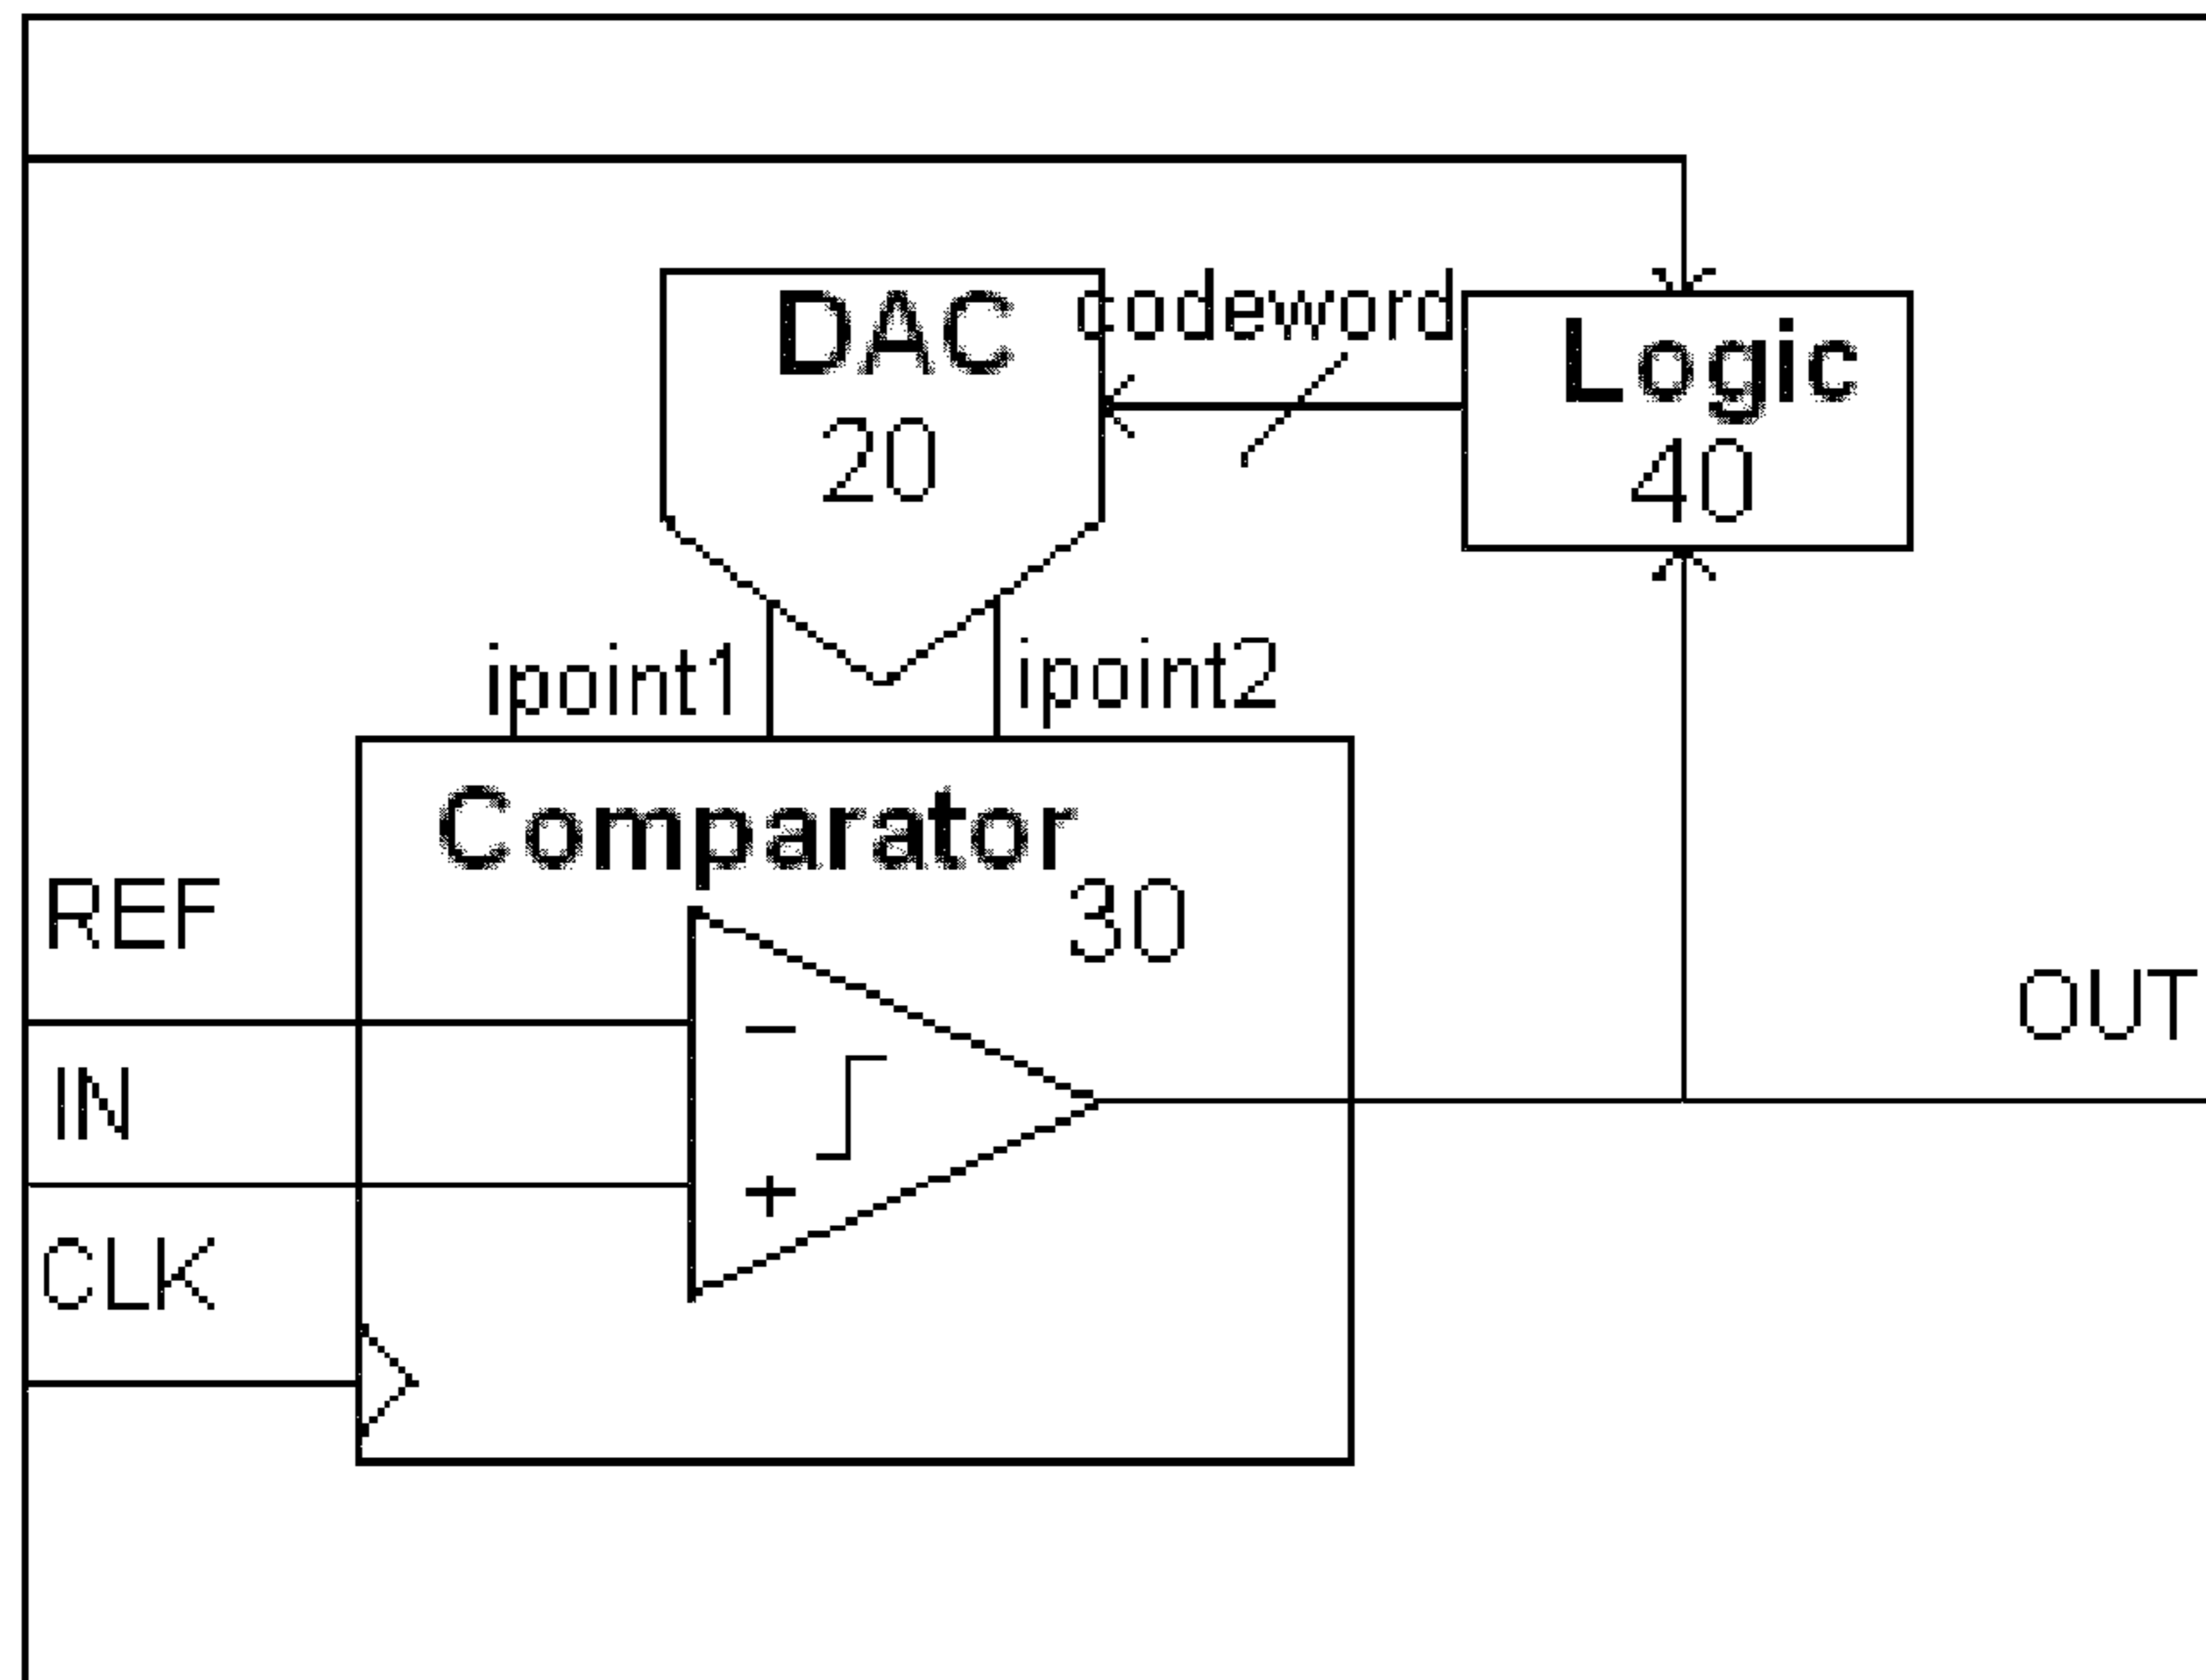 DAC
20
codeword
Logic
40
ipoint1
ipoint2
Comparator
30
REF
IN
CLK
−
+
OUT